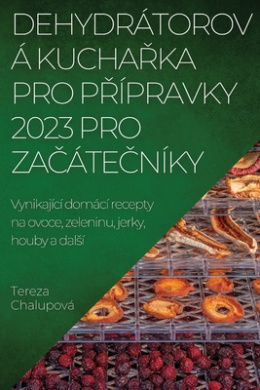 DEHYDRÁTOROV
Á KUCHAŘKA
PRO PŘÍPRAVKY
2023 PRO
ZAČÁTEČNÍKY
Vynikající domácí recepty
na ovoce, zeleninu, jerky,
houby a další
Tereza
Chalupová